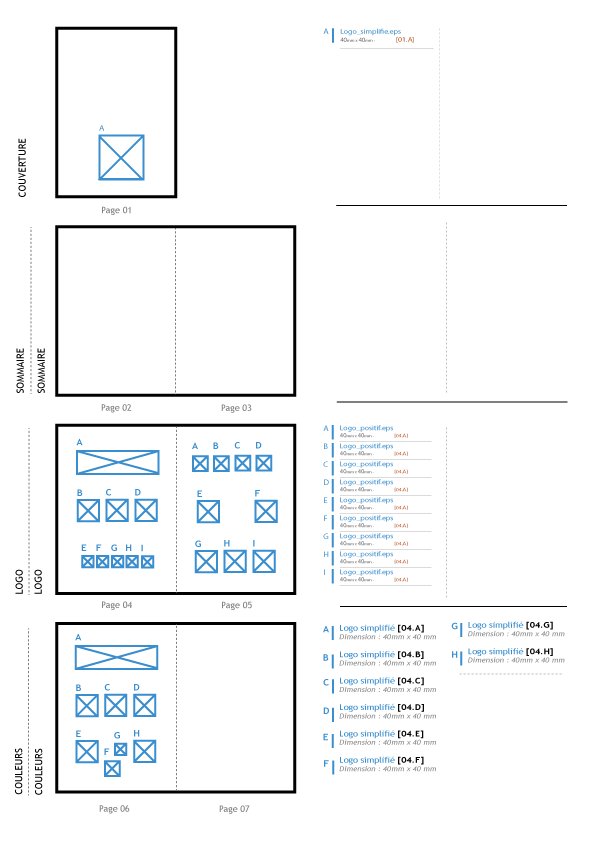 COUVERTURE
A
Page 01
A Logo_simplifie.eps
40mm x 40mm [01.A]
SOMMAIRE
SOMMAIRE
Page 02 Page 03
LOGO
LOGO
A
B C D
E F G H I
A B C D
E F
G H I
Page 04 Page 05
A Logo_positif.eps
40mm x 40mm [04.A]
B Logo_positif.eps
40mm x 40mm [04.A]
C Logo_positif.eps
40mm x 40mm [04.A]
D Logo_positif.eps
40mm x 40mm [04.A]
E Logo_positif.eps
40mm x 40mm [04.A]
F Logo_positif.eps
40mm x 40mm [04.A]
G Logo_positif.eps
40mm x 40mm [04.A]
H Logo_positif.eps
40mm x 40mm [04.A]
I Logo_positif.eps
40mm x 40mm [04.A]
COULEURS
COULEURS
A
B C D
E F G H
Page 06 Page 07
A Logo simplifié [04.A]
Dimension : 40mm x 40 mm
B Logo simplifié [04.B]
Dimension : 40mm x 40 mm
C Logo simplifié [04.C]
Dimension : 40mm x 40 mm
D Logo simplifié [04.D]
Dimension : 40mm x 40 mm
E Logo simplifié [04.E]
Dimension : 40mm x 40 mm
F Logo simplifié [04.F]
Dimension : 40mm x 40 mm
G Logo simplifié [04.G]
Dimension : 40mm x 40 mm
H Logo simplifié [04.H]
Dimension : 40mm x 40 mm